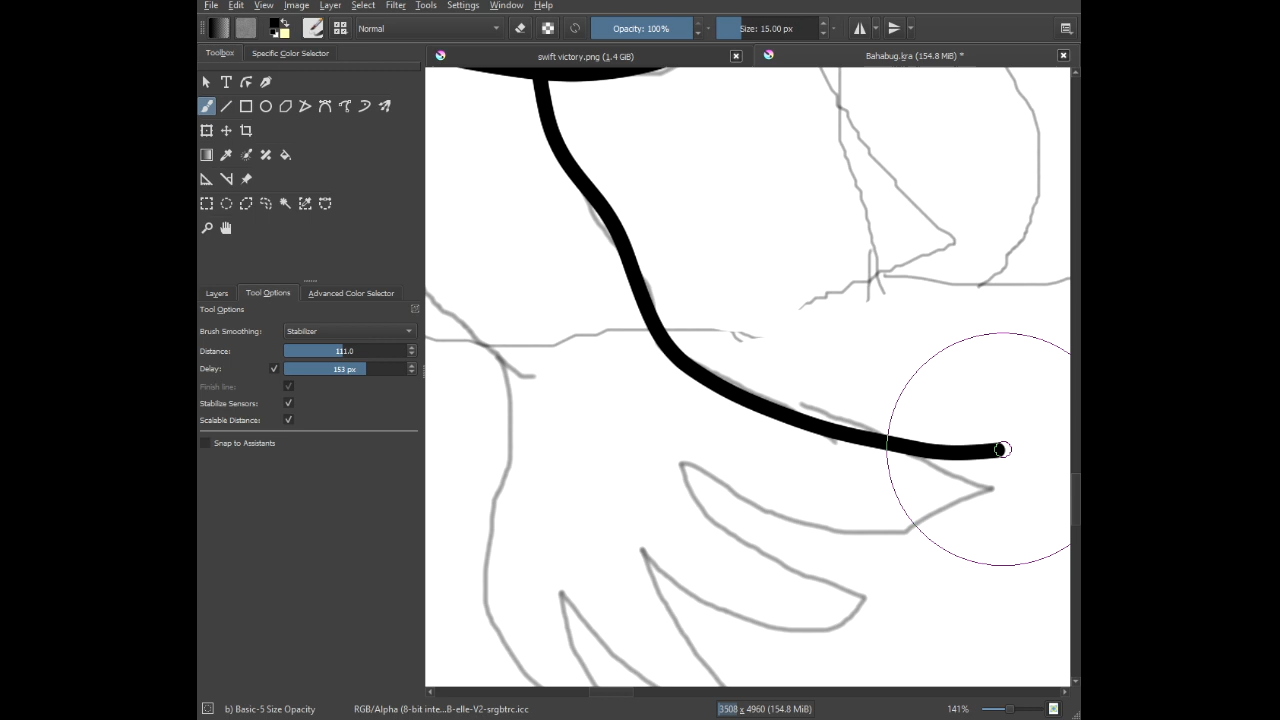 File Edit View Image Layer Select Filter Tools Settings Window Help
Normal Opacity: 100% Size: 15.00 px
Toolbox Specific Color Selector swift victory.png (1.4 GiB) Bahabug.kra (154.8 MiB) *
Layers Tool Options Advanced Color Selector
Tool Options
Brush Smoothing: Stabilizer
Distance: 111.0
Delay: 153 px
Finish line:
Stabilize Sensors:
Scalable Distance:
Snap to Assistants
b) Basic-5 Size Opacity RGB/Alpha (8-bit inte...B-elle-V2-srgbtrc.icc 3508 x 4960 (154.8 MiB) 141%